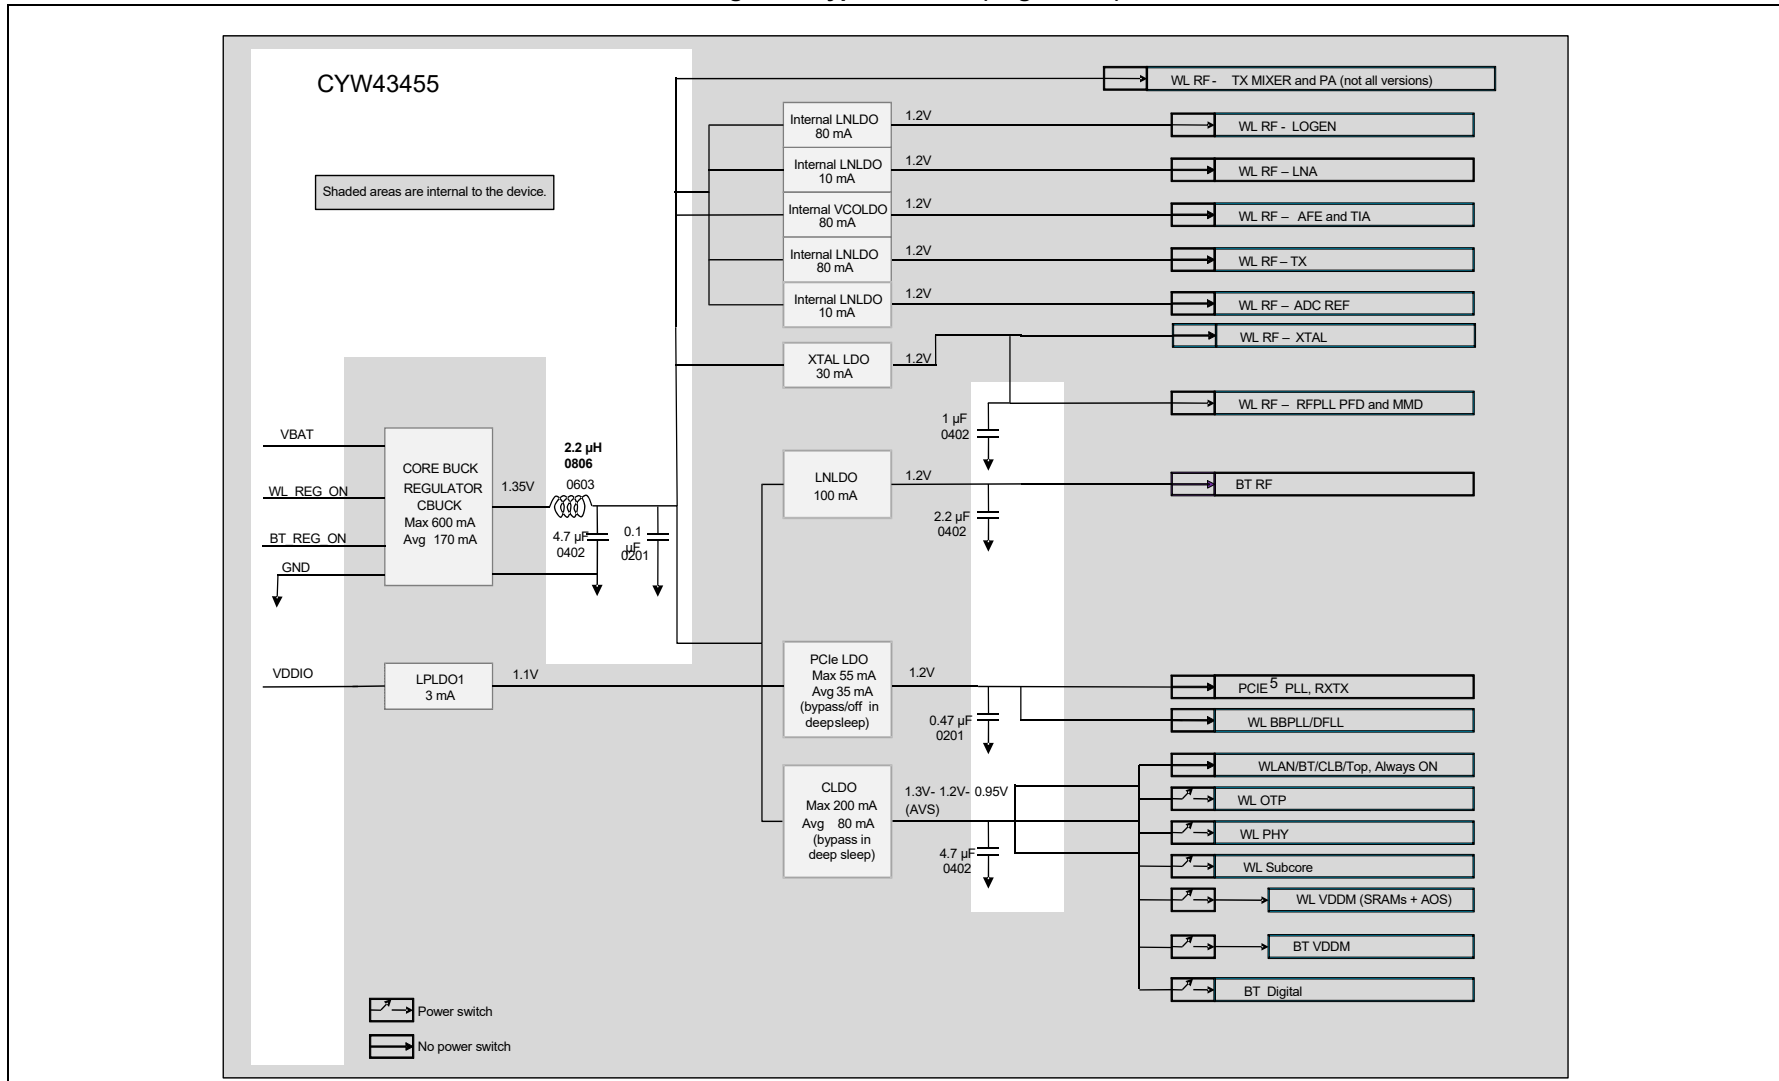 CYW43455
Shaded areas are internal to the device.
WL RF - TX MIXER and PA (not all versions)
Internal LNLDO
80 mA
1.2V
WL RF - LOGEN
Internal LNLDO
10 mA
1.2V
WL RF – LNA
Internal VCOLDO
80 mA
1.2V
WL RF – AFE and TIA
Internal LNLDO
80 mA
1.2V
WL RF – TX
Internal LNLDO
10 mA
1.2V
WL RF – ADC REF
WL RF – XTAL
XTAL LDO
30 mA
1.2V
WL RF – RFPLL PFD and MMD
1 µF
0402
VBAT
WL REG ON
BT REG ON
GND
CORE BUCK
REGULATOR
CBUCK
Max 600 mA
Avg 170 mA
1.35V
2.2 µH
0806
0603
4.7 µF
0402
0.1
µF
0201
LNLDO
100 mA
1.2V
BT RF
2.2 µF
0402
VDDIO
LPLDO1
3 mA
1.1V
PCIe LDO
Max 55 mA
Avg 35 mA
(bypass/off in
deepsleep)
1.2V
PCIE 5 PLL, RXTX
0.47 µF
0201
WL BBPLL/DFLL
CLDO
Max 200 mA
Avg 80 mA
(bypass in
deep sleep)
1.3V- 1.2V- 0.95V
(AVS)
4.7 µF
0402
WLAN/BT/CLB/Top, Always ON
WL OTP
WL PHY
WL Subcore
WL VDDM (SRAMs + AOS)
BT VDDM
BT Digital
Power switch
No power switch